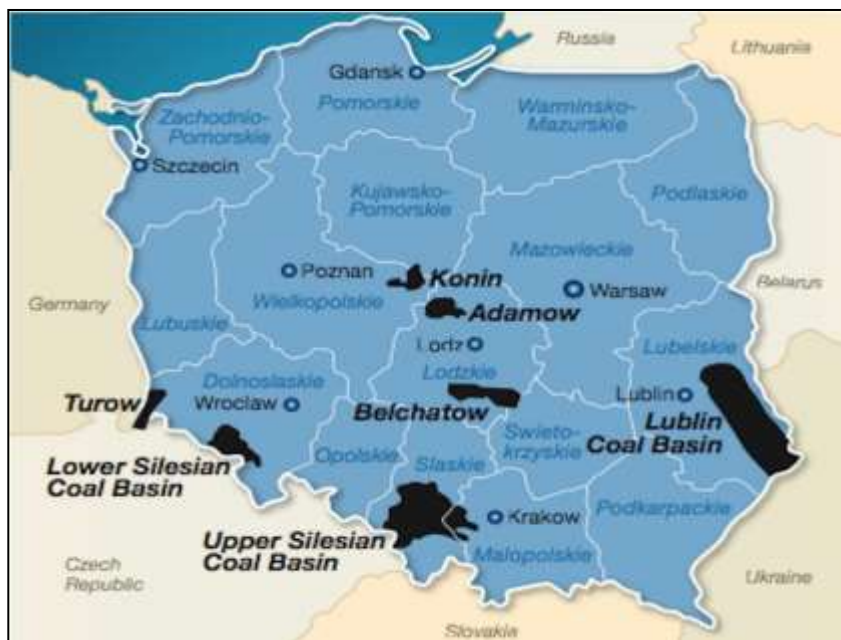 Russia
Lithuania
Gdansk
Pomorskie
Zachodnio-
Pomorskie
Warminsko-
Mazurskie
Szczecin
Kujawsko-
Pomorskie
Podlaskie
Mazowieckie
Poznan
Konin
Warsaw
Belarus
Germany
Wielkopolskie
Adamow
Lubuskie
Lodz
Lubelskie
Dolnoslaskie
Lodzkie
Turow
Wroclaw
Belchatow
Lublin
Lublin
Coal Basin
Swieto-
krzyskie
Opolskie
Slaskie
Lower Silesian
Coal Basin
Upper Silesian
Coal Basin
Krakow
Podkarpackie
Malopolskie
Czech
Republic
Ukraine
Slovakia